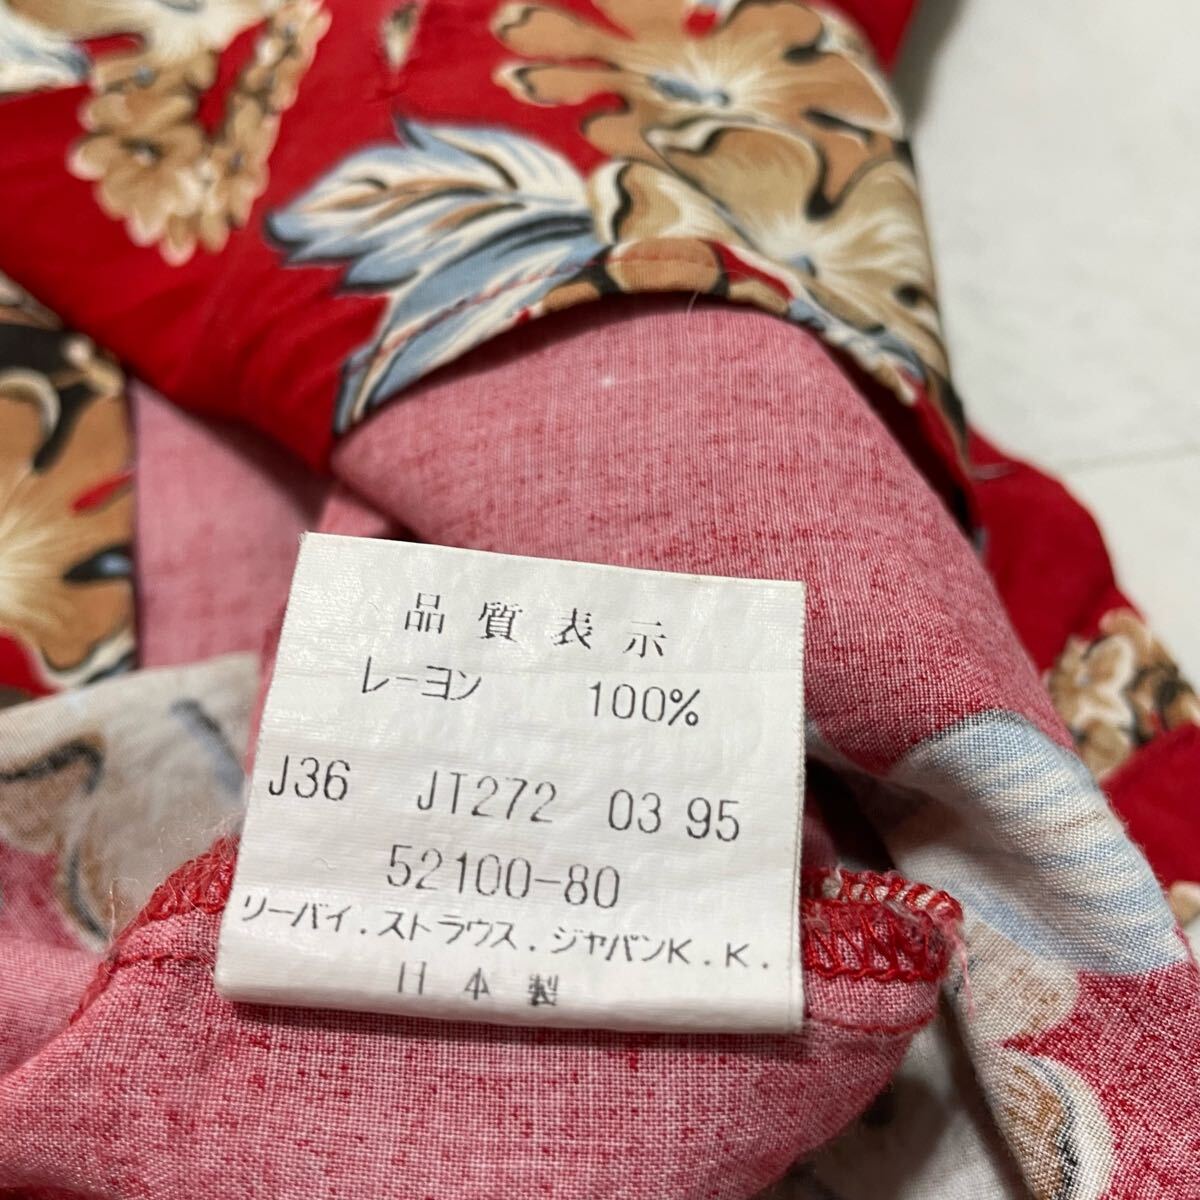 品質表示
レーヨン 100%
J36 JT272 03 95
52100-80
リーバイ.ストラウス.ジャパンK.K.
日本製